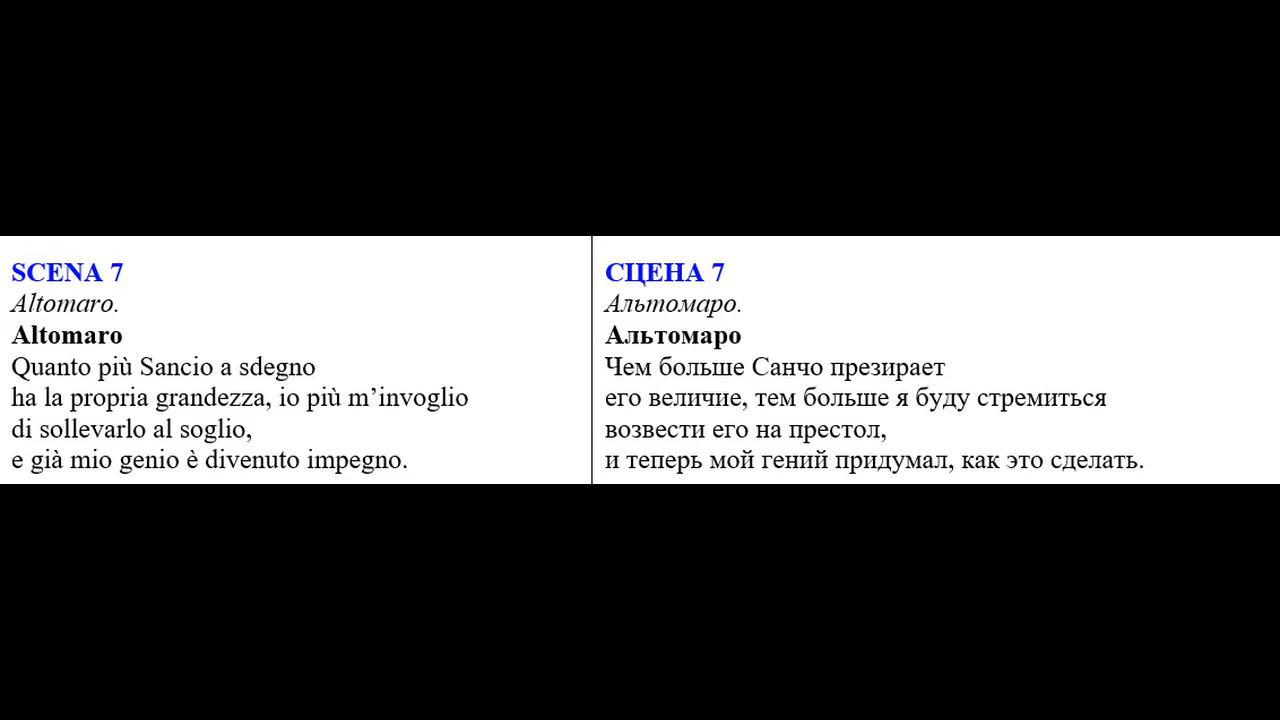 SCENA 7
Altomaro.
Altomaro
Quanto più Sancio a sdegno
ha la propria grandezza, io più m’invoglio
di sollevarlo al soglio,
e già mio genio è divenuto impegno.
СЦЕНА 7
Альтомаро.
Альтомаро
Чем больше Санчо презирает
его величие, тем больше я буду стремиться
возвести его на престол,
и теперь мой гений придумал, как это сделать.